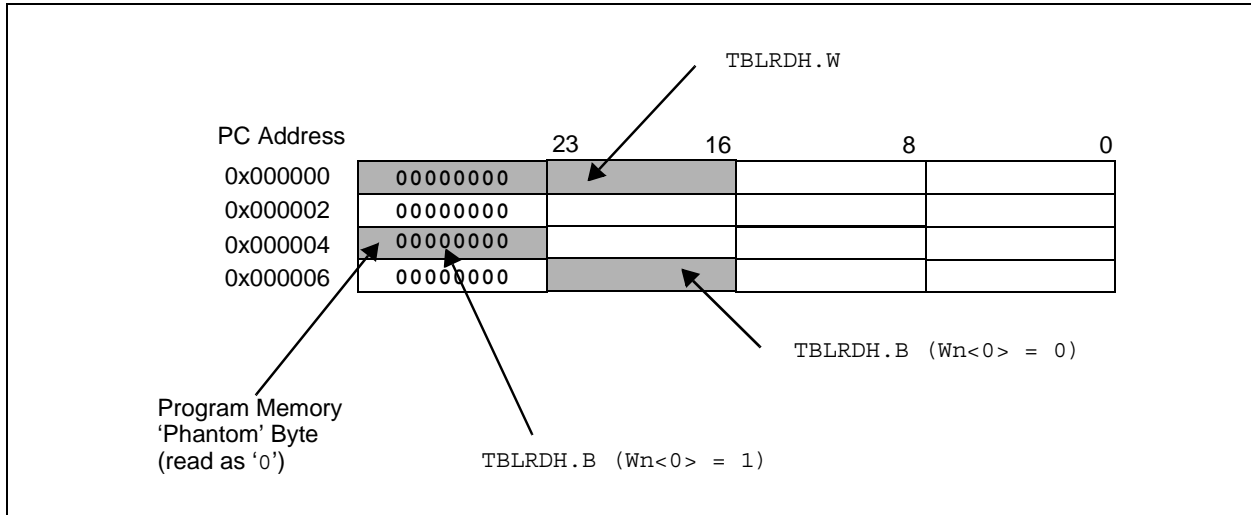 TBLRDH.W
PC Address
23 16 8 0
0x000000 00000000
0x000002 00000000
0x000004 00000000
0x000006 00000000
TBLRDH.B (Wn<0> = 0)
Program Memory
‘Phantom’ Byte
(read as ‘0’)
TBLRDH.B (Wn<0> = 1)